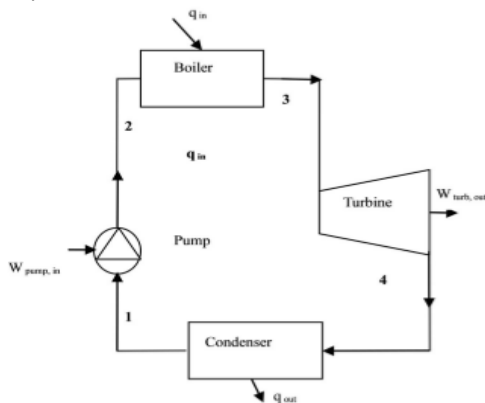 q in
Boiler
3
2
q in
Turbine
W turb, out
Pump
W pump, in
4
1
Condenser
q out